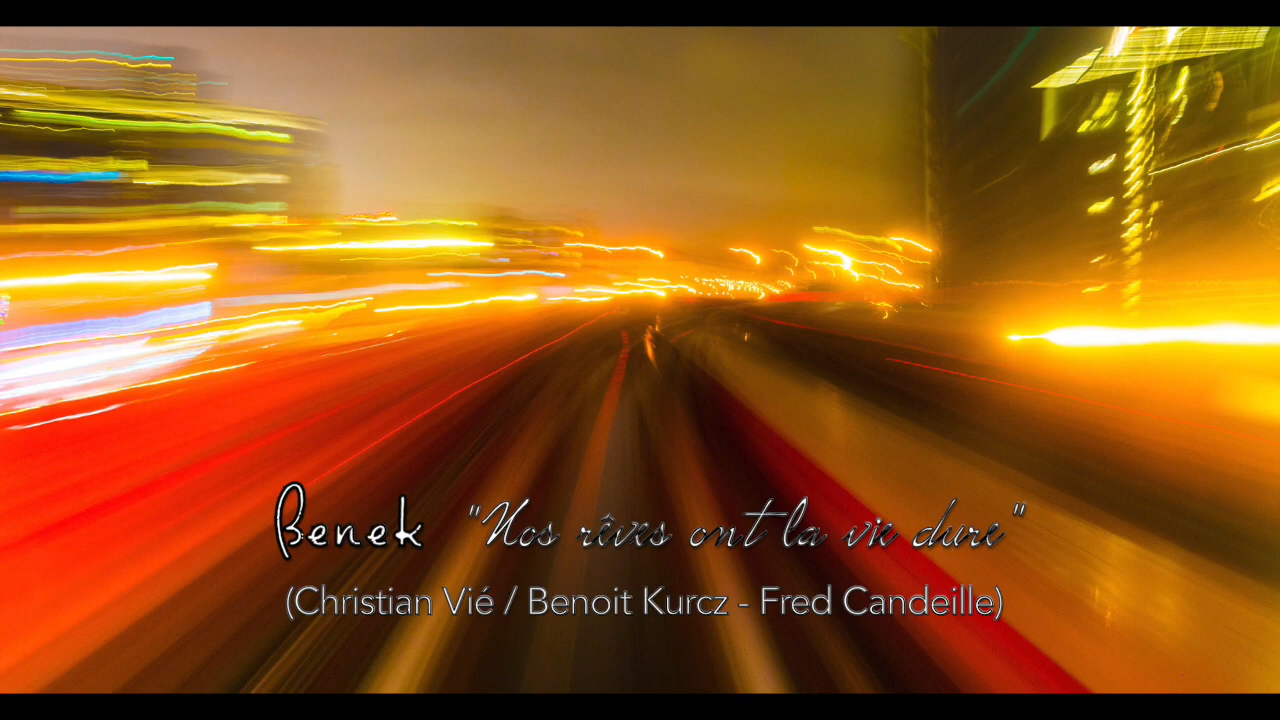 Benek "Nos rêves ont la vie dure"
(Christian Vié / Benoit Kurcz - Fred Candeille)